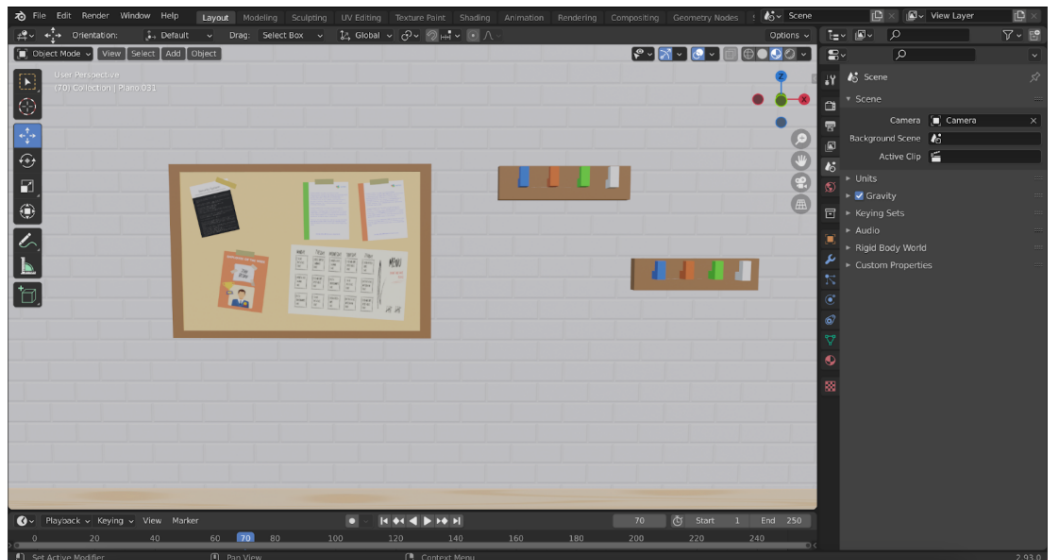 File Edit Render Window Help Layout Modeling Sculpting UV Editing Texture Paint Shading Animation Rendering Compositing Geometry Nodes Scene View Layer
Orientation: Default Drag: Select Box Global Options
Object Mode View Select Add Object
User Perspective
(70) Collection | Plano.031
Z
X
Scene
Scene
Camera Camera
Background Scene
Active Clip
Units
Gravity
Keying Sets
Audio
Rigid Body World
Custom Properties
Playback Keying View Marker 70 Start 1 End 250
0 20 40 60 70 80 100 120 140 160 180 200 220 240
Set Active Modifier Pan View Context Menu 2.93.0